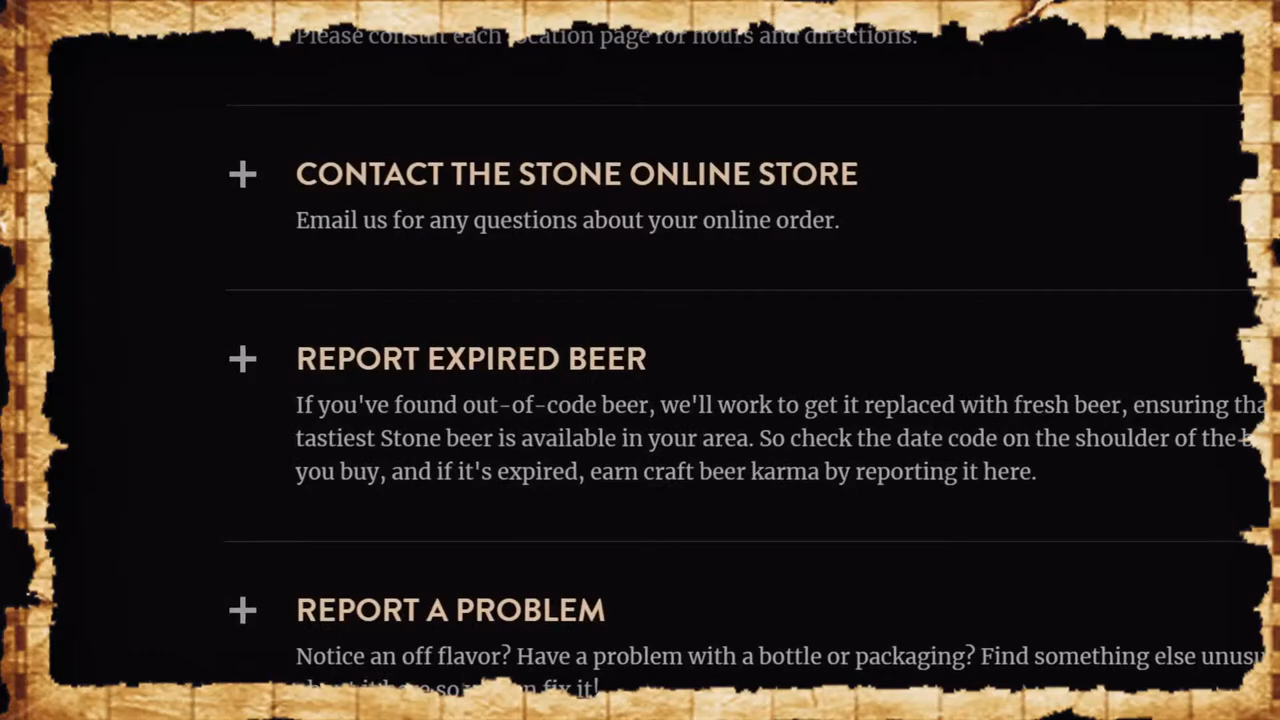 Please consult each location page for hours and directions.
CONTACT THE STONE ONLINE STORE
Email us for any questions about your online order.
REPORT EXPIRED BEER
If you've found out-of-code beer, we'll work to get it replaced with fresh beer, ensuring
tastiest Stone beer is available in your area. So check the date code on the shoulder of the
you buy, and if it's expired, earn craft beer karma by reporting it here.
REPORT A PROBLEM
Notice an off flavor? Have a problem with a bottle or packaging? Find something else
so fix it!